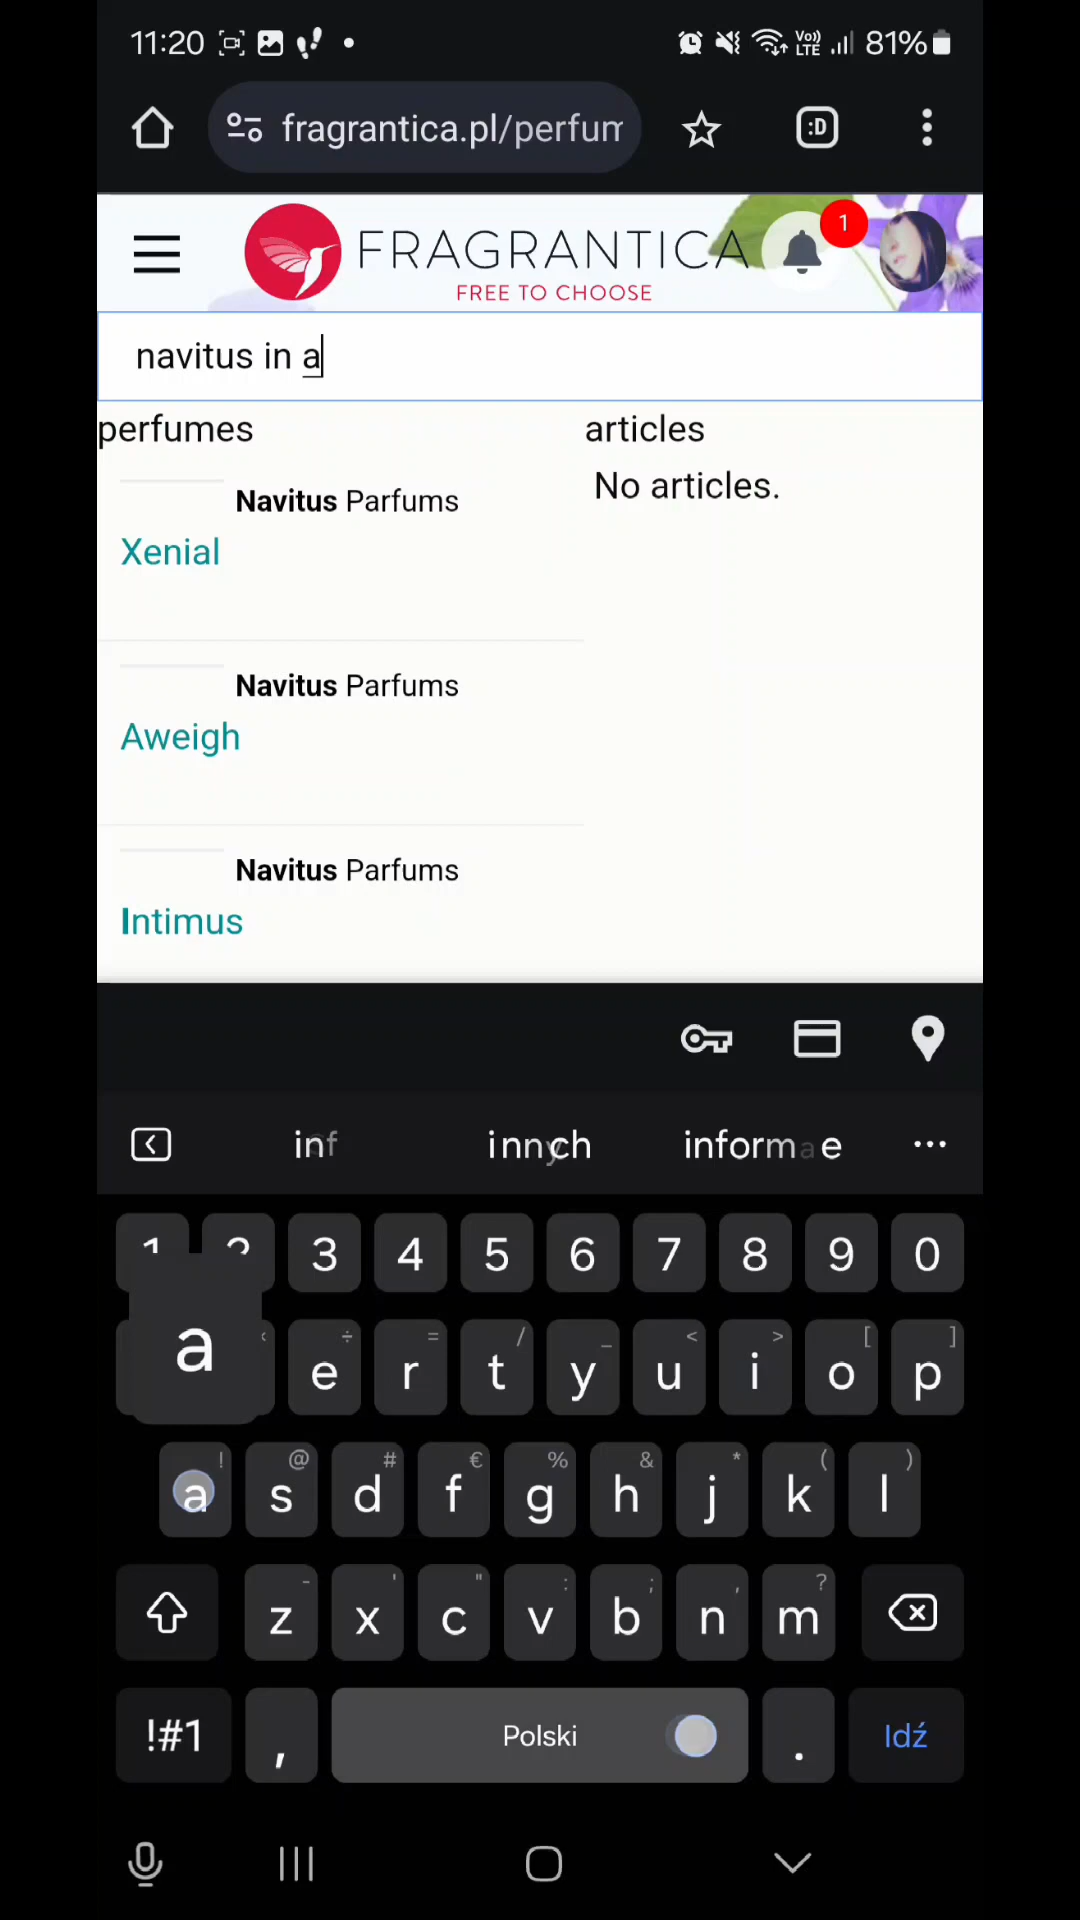 11:20
Vo))
LTE
81%
fragrantica.pl/perfum
:D
FRAGRANTICA
1
FREE TO CHOOSE
navitus in a
perfumes
articles
No articles.
Navitus Parfums
Xenial
Navitus Parfums
Aweigh
Navitus Parfums
Intimus
inf
innych
1 2 3 4 5 6 7 8 9 0
a
÷ = / _ < > [ ]
e r t y u i o p
! @ # € % & * ( )
a s d f g h j k l
- ' " : ; , ?
z x c v b n m
!#1 , Polski . Idź